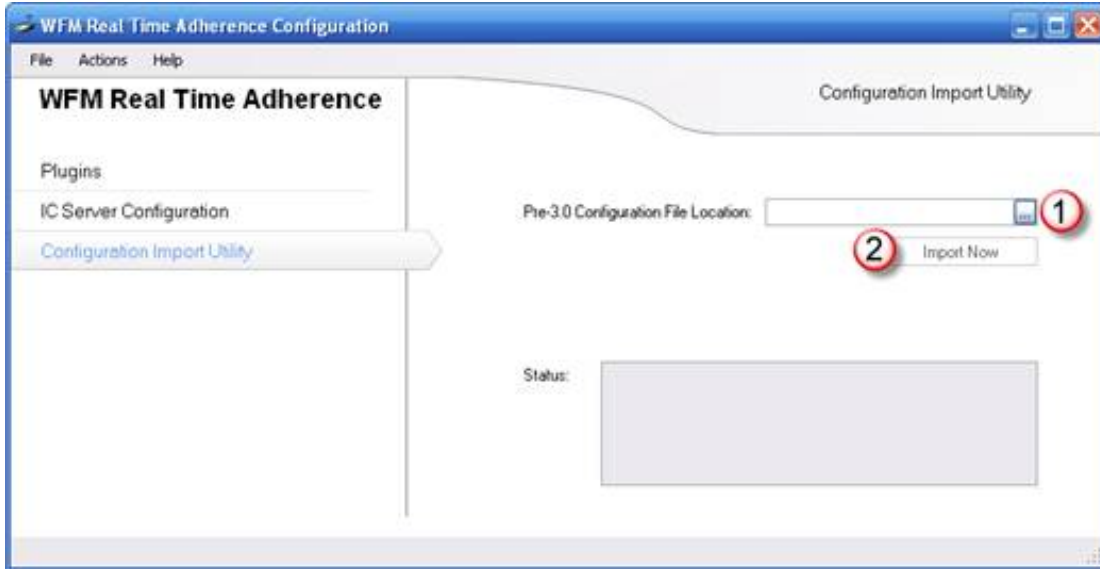 WFM Real Time Adherence Configuration
File Actions Help
WFM Real Time Adherence
Configuration Import Utility
Plugins
IC Server Configuration
Configuration Import Utility
Pre-3.0 Configuration File Location:
... 1
2 Import Now
Status: